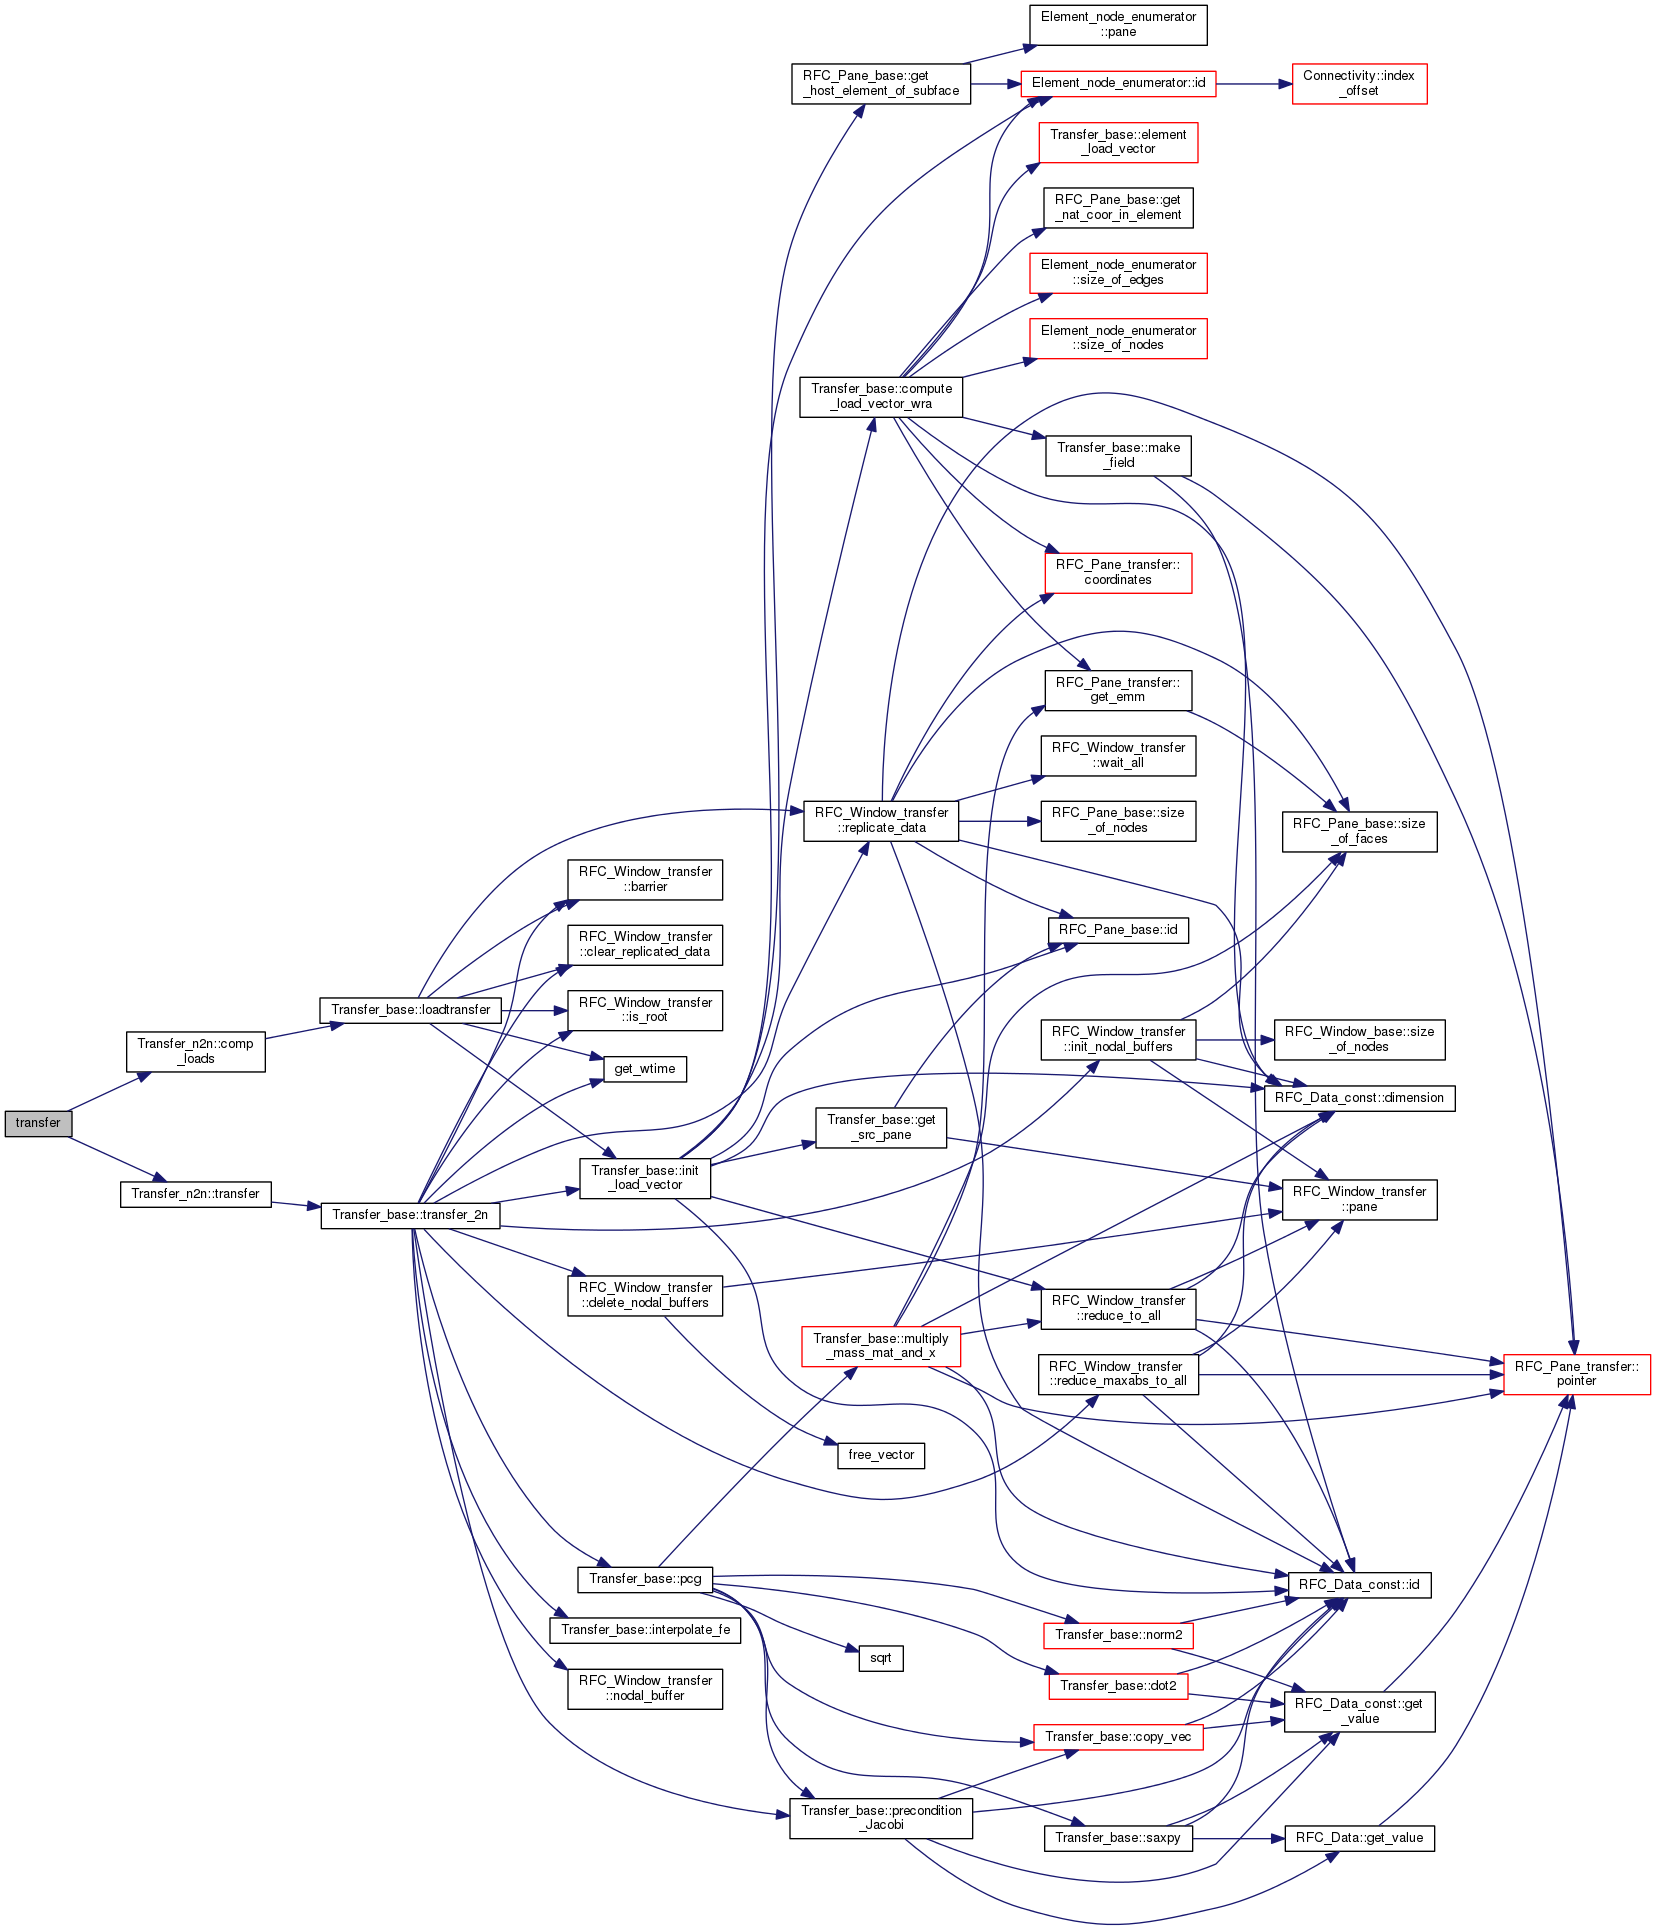 Element_node_enumerator
::pane
RFC_Pane_base::get
_host_element_of_subface
Element_node_enumerator::id
Connectivity::index
_offset
Transfer_base::element
_load_vector
RFC_Pane_base::get
_nat_coor_in_element
Element_node_enumerator
::size_of_edges
Element_node_enumerator
::size_of_nodes
Transfer_base::compute
_load_vector_wra
Transfer_base::make
_field
RFC_Pane_transfer::
coordinates
RFC_Pane_transfer::
get_emm
RFC_Window_transfer
::wait_all
RFC_Window_transfer
::replicate_data
RFC_Pane_base::size
_of_nodes
RFC_Pane_base::size
_of_faces
RFC_Window_transfer
::barrier
RFC_Window_transfer
::clear_replicated_data
RFC_Pane_base::id
Transfer_base::loadtransfer
RFC_Window_transfer
::is_root
Transfer_n2n::comp
_loads
get_wtime
RFC_Window_transfer
::init_nodal_buffers
RFC_Window_base::size
_of_nodes
RFC_Data_const::dimension
transfer
Transfer_base::get
_src_pane
Transfer_base::init
_load_vector
Transfer_n2n::transfer
Transfer_base::transfer_2n
RFC_Window_transfer
::pane
RFC_Window_transfer
::delete_nodal_buffers
RFC_Window_transfer
::reduce_to_all
Transfer_base::multiply
_mass_mat_and_x
RFC_Window_transfer
::reduce_maxabs_to_all
RFC_Pane_transfer::
pointer
free_vector
Transfer_base::pcg
RFC_Data_const::id
Transfer_base::interpolate_fe
Transfer_base::norm2
sqrt
RFC_Window_transfer
::nodal_buffer
Transfer_base::dot2
RFC_Data_const::get
_value
Transfer_base::copy_vec
Transfer_base::precondition
_Jacobi
Transfer_base::saxpy
RFC_Data::get_value